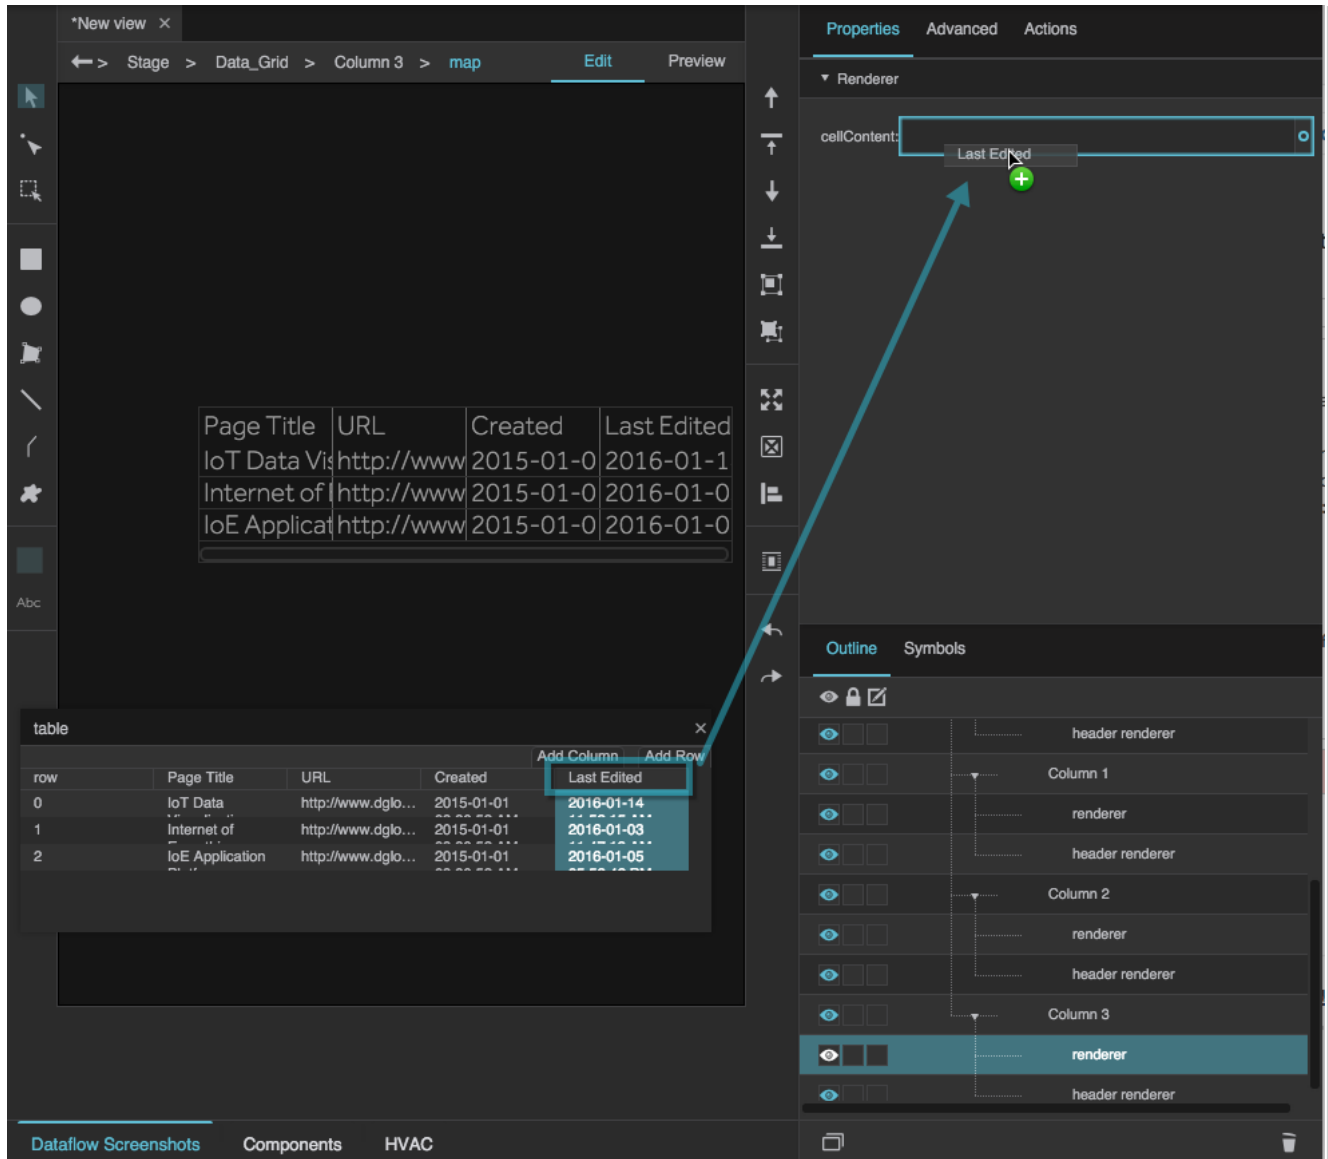 *New view ×
Stage > Data_Grid > Column 3 > map
Edit Preview
Properties Advanced Actions
Renderer
cellContent:
Last Edited
Page Title URL Created Last Edited
IoT Data Vis http://www 2015-01-0 2016-01-1
Internet of http://www 2015-01-0 2016-01-0
IoE Applicat http://www 2015-01-0 2016-01-0
Abc
Outline Symbols
header renderer
Column 1
renderer
header renderer
Column 2
renderer
header renderer
Column 3
renderer
header renderer
table ×
Add Column Add Row
row Page Title URL Created Last Edited
0 IoT Data http://www.dglo... 2015-01-01 2016-01-14
1 Internet of http://www.dglo... 2015-01-01 2016-01-03
2 IoE Application http://www.dglo... 2015-01-01 2016-01-05
Dataflow Screenshots Components HVAC